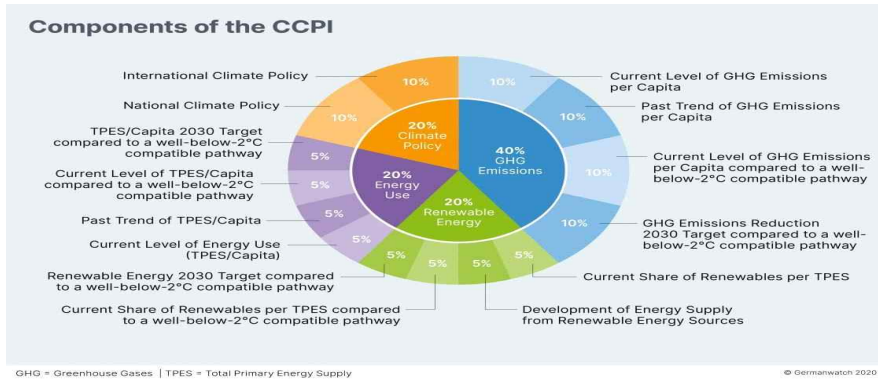 Components of the CCPI
International Climate Policy
National Climate Policy
TPES/Capita 2030 Target
compared to a well-below-2°C
compatible pathway
Current Level of TPES/Capita
compared to a well-below-2°C
compatible pathway
Past Trend of TPES/Capita
Current Level of Energy Use
(TPES/Capita)
Renewable Energy 2030 Target compared
to a well-below-2°C compatible pathway
Current Share of Renewables per TPES compared
to a well-below-2°C compatible pathway
10%
10%
5%
5%
5%
5%
5%
5%
5%
5%
10%
10%
10%
10%
20%
Climate
Policy
40%
GHG
Emissions
20%
Energy
Use
20%
Renewable
Energy
Current Level of GHG Emissions
per Capita
Past Trend of GHG Emissions
per Capita
Current Level of GHG Emissions
per Capita compared to a well-
below-2°C compatible pathway
GHG Emissions Reduction
2030 Target compared to a well-
below-2°C compatible pathway
Current Share of Renewables per TPES
Development of Energy Supply
from Renewable Energy Sources
GHG = Greenhouse Gases | TPES = Total Primary Energy Supply
© Germanwatch 2020